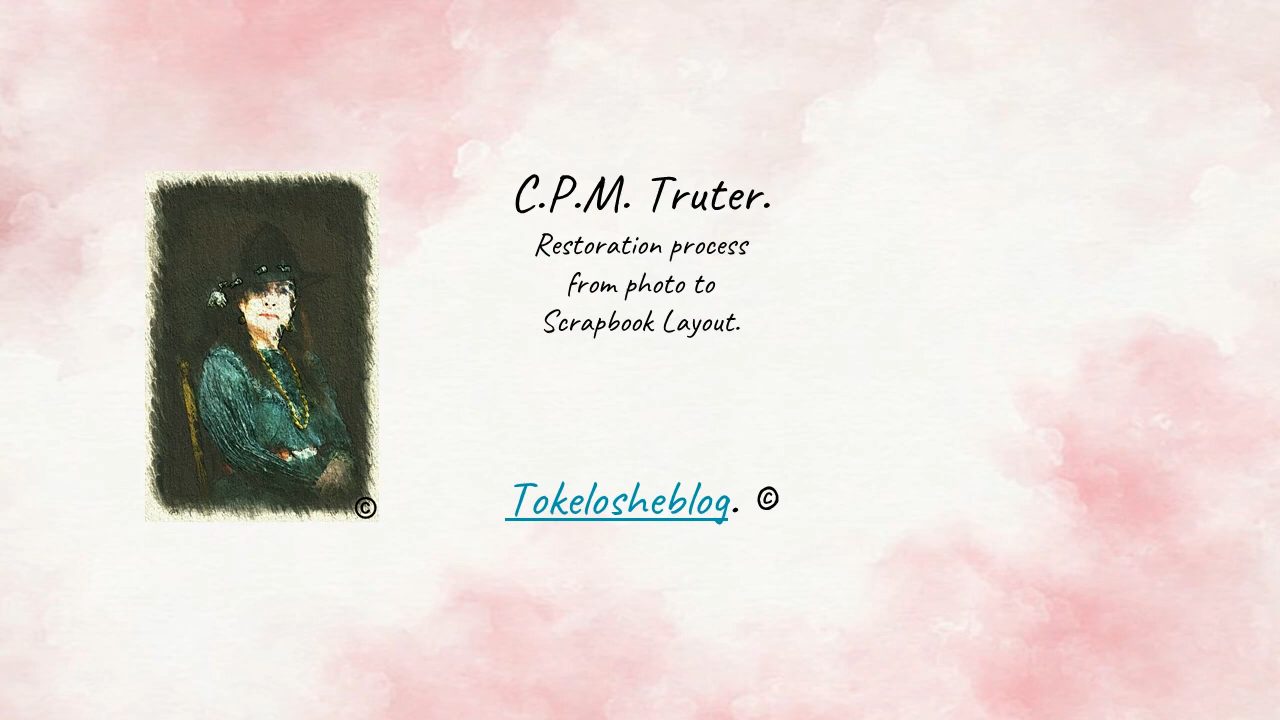 C.P.M. Truter.
Restoration process
from photo to
Scrapbook Layout.
©
Tokelosheblog. ©